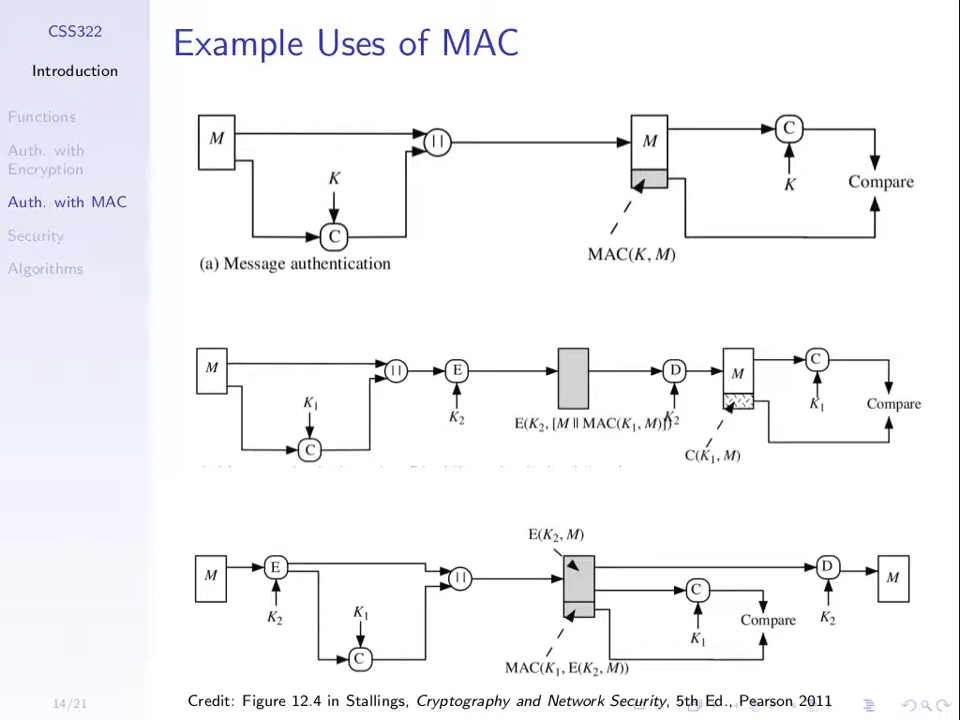 CSS322
Introduction
Functions
Auth. with
Encryption
Auth. with MAC
Security
Algorithms
14/21
Example Uses of MAC
M
| |
M
C
K
K
Compare
C
MAC(K, M)
(a) Message authentication
M
| |
E
D
M
C
K₁
K₂
K₂
K₁
Compare
E(K₂, [M || MAC(K₁, M)])
C
C(K₁, M)
E(K₂, M)
M
E
| |
D
M
C
K₂
K₁
K₁
Compare
K₂
C
MAC(K₁, E(K₂, M))
Credit: Figure 12.4 in Stallings, Cryptography and Network Security, 5th Ed., Pearson 2011